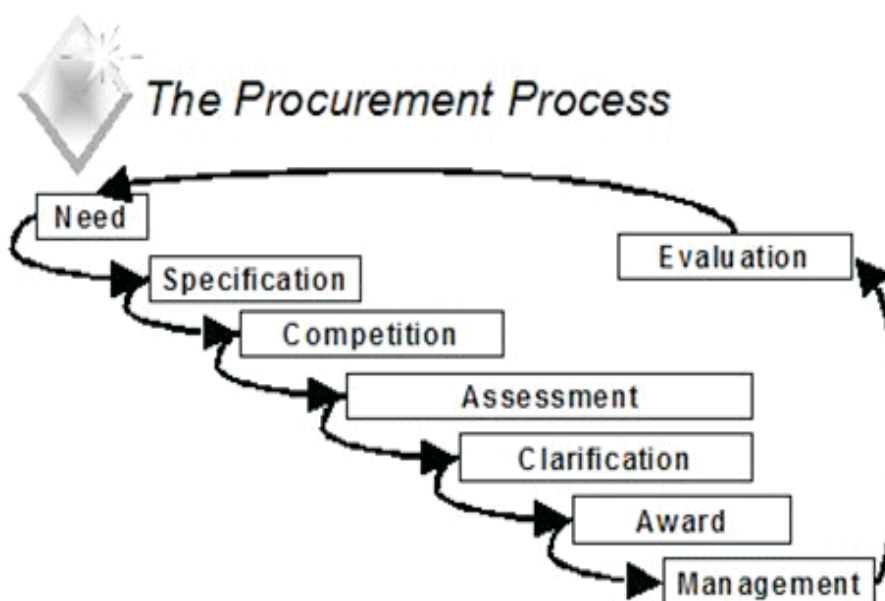 The Procurement Process
Need
Evaluation
Specification
Competition
Assessment
Clarification
Award
Management